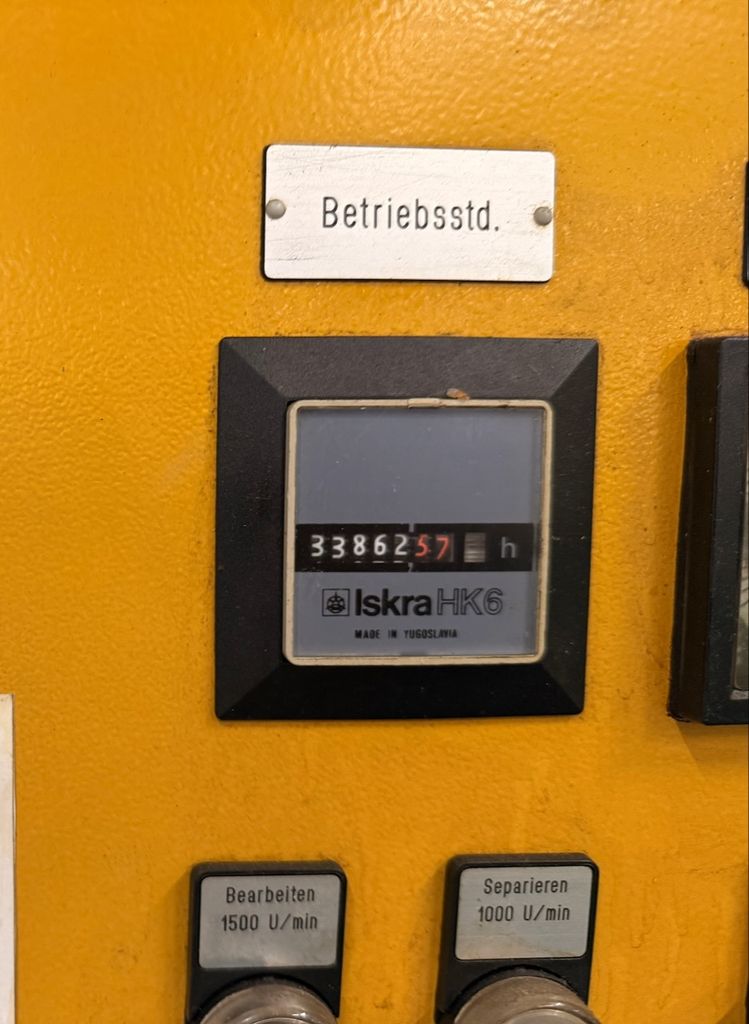 Betriebsstd.
3386257 h
Iskra HK6
MADE IN YUGOSLAVIA
Bearbeiten
1500 U/min
Separieren
1000 U/min